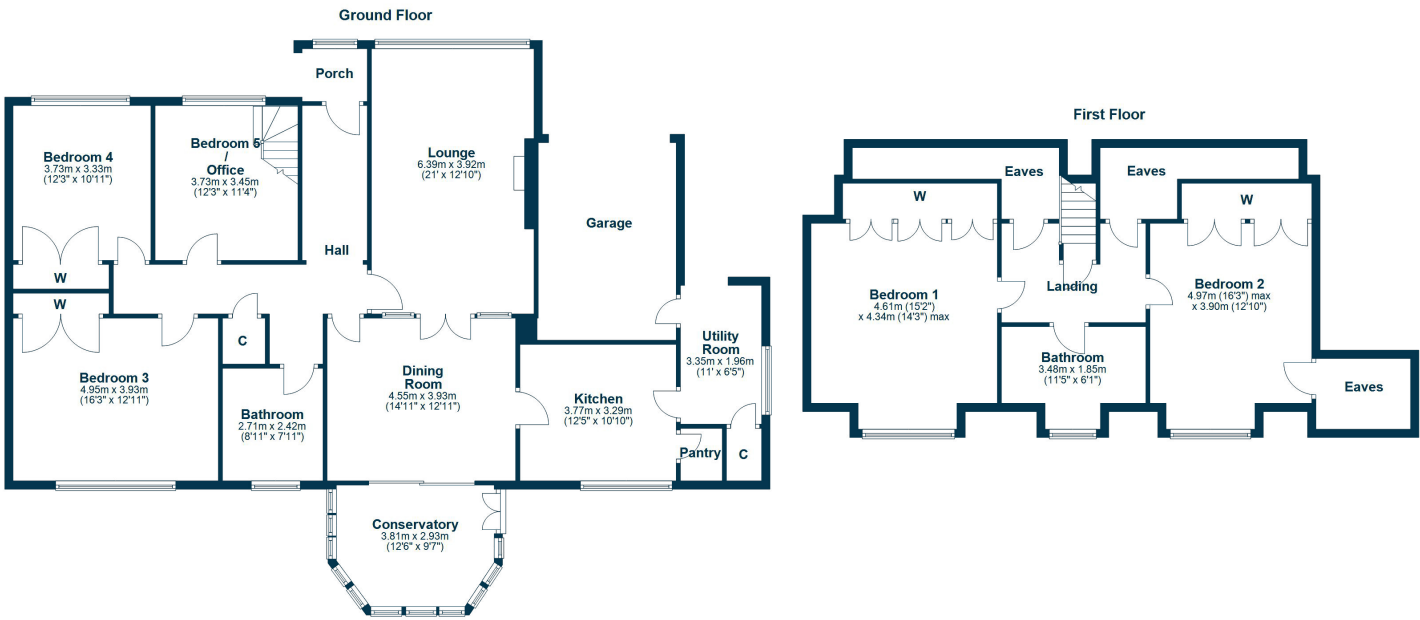 Ground Floor
Porch
Bedroom 4
3.73m x 3.33m
(12'3" x 10'11")
Bedroom 5
/
Office
3.73m x 3.45m
(12'3" x 11'4")
Lounge
6.39m x 3.92m
(21' x 12'10")
Garage
Hall
W
W
C
Bedroom 3
4.95m x 3.93m
(16'3" x 12'11")
Bathroom
2.71m x 2.42m
(8'11" x 7'11")
Dining
Room
4.55m x 3.93m
(14'11" x 12'11")
Kitchen
3.77m x 3.29m
(12'5" x 10'10")
Utility
Room
3.35m x 1.96m
(11' x 6'5")
Pantry
C
Conservatory
3.81m x 2.93m
(12'6" x 9'7")
First Floor
Eaves
Eaves
W
W
Bedroom 1
4.61m (15'2")
x 4.34m (14'3") max
Landing
Bedroom 2
4.97m (16'3") max
x 3.90m (12'10")
Bathroom
3.48m x 1.85m
(11'5" x 6'1")
Eaves